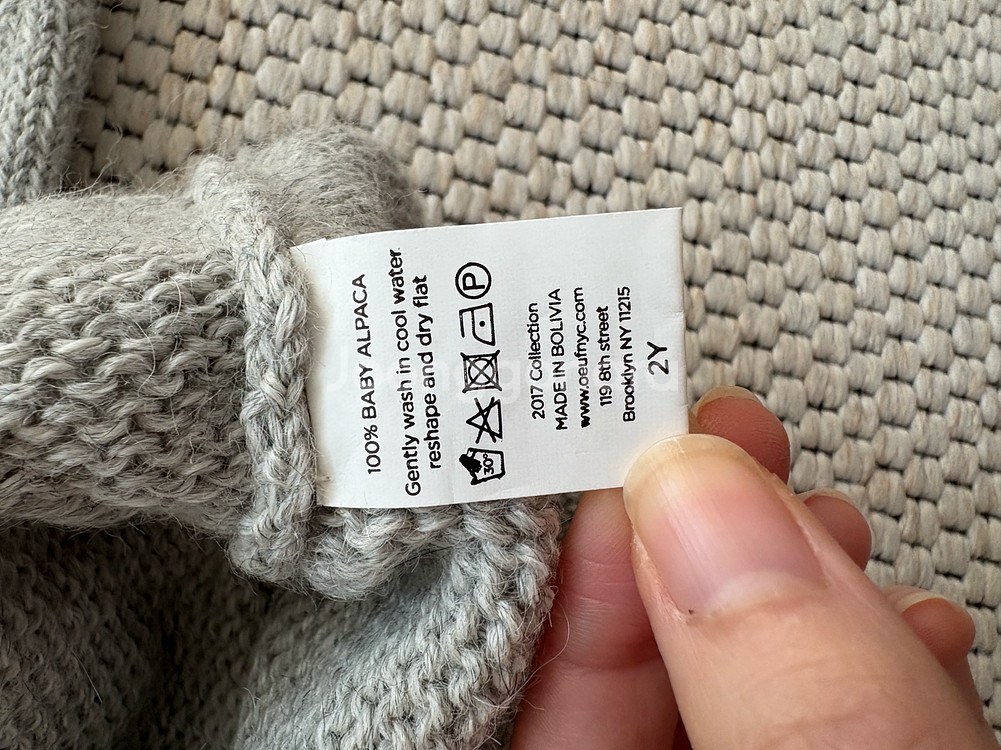 100% BABY ALPACA
Gently wash in cool water
reshape and dry flat
30° P
2017 Collection
MADE IN BOLIVIA
www.oeufnyc.com
119 8th street
Brooklyn NY 11215
2Y